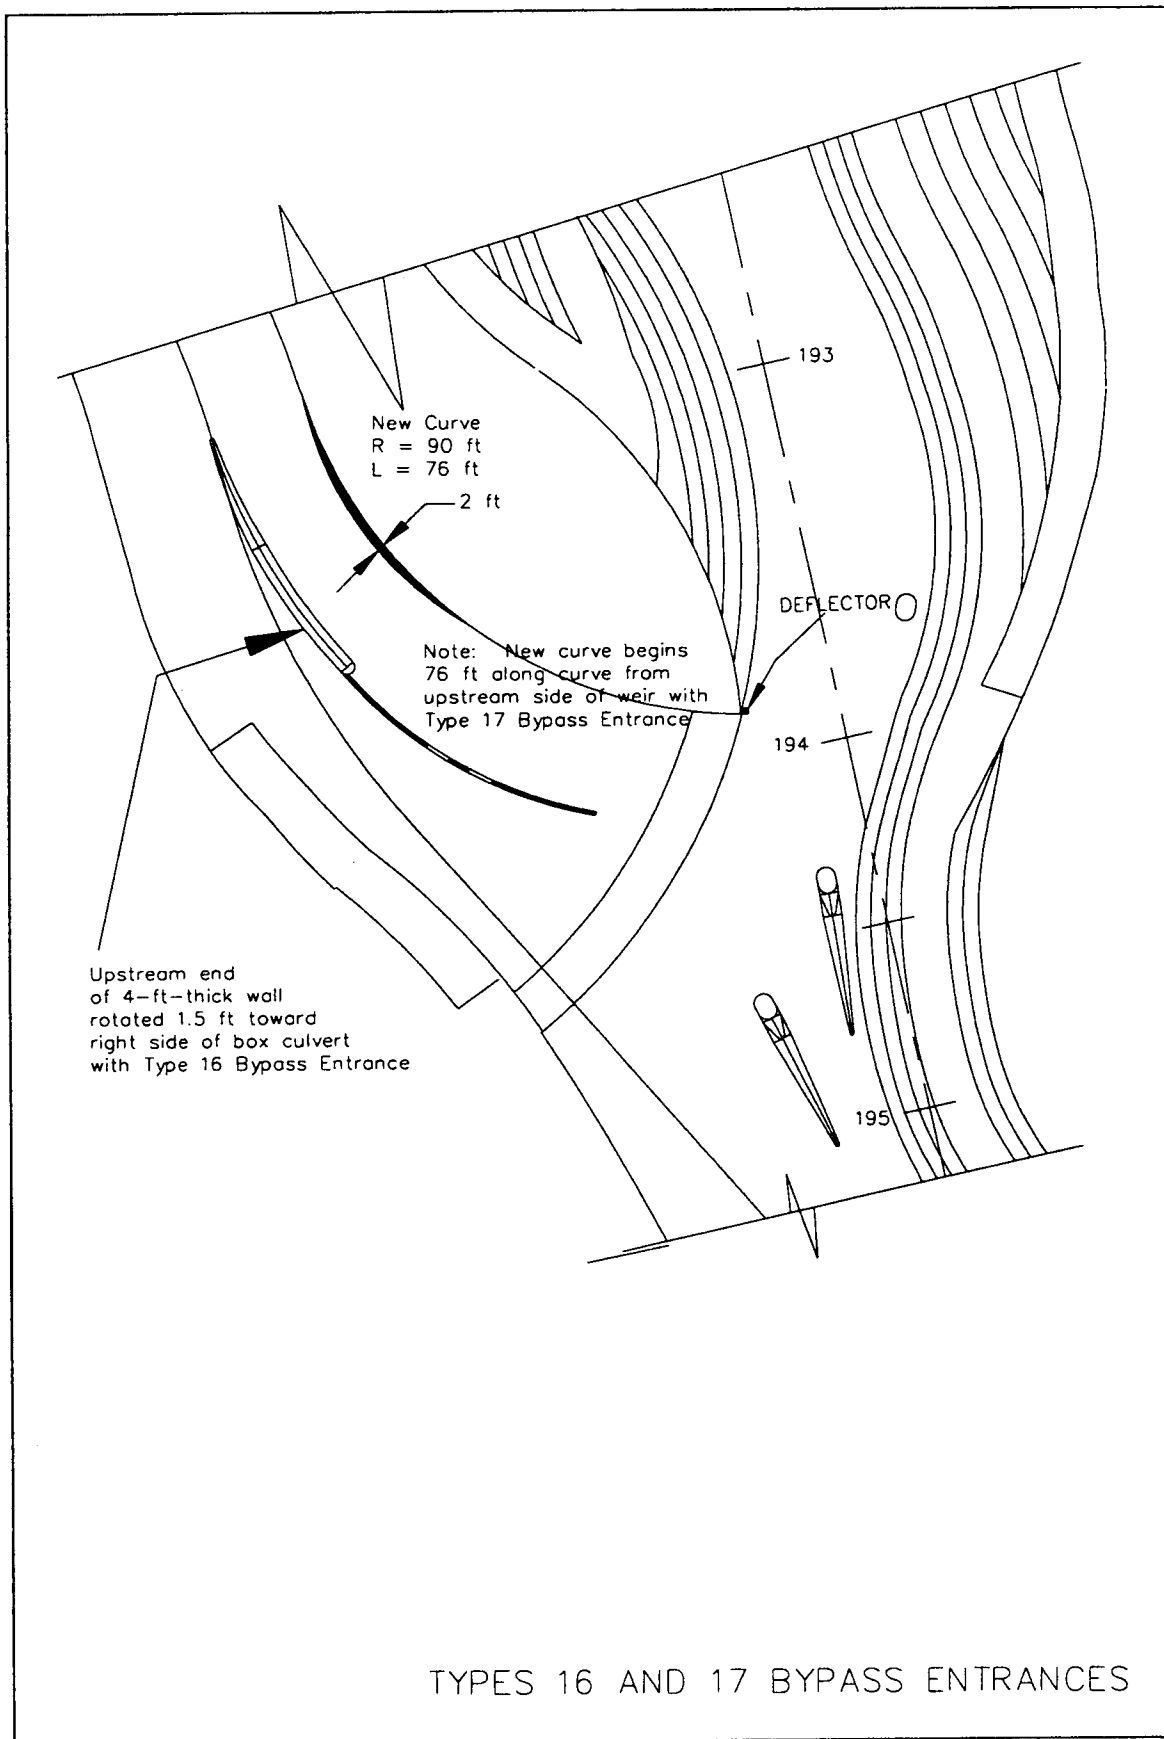 193
New Curve
R = 90 ft
L = 76 ft
2 ft
DEFLECTOR
Note: New curve begins
76 ft along curve from
upstream side of weir with
Type 17 Bypass Entrance
194
Upstream end
of 4-ft-thick wall
rotated 1.5 ft toward
right side of box culvert
with Type 16 Bypass Entrance
195
TYPES 16 AND 17 BYPASS ENTRANCES